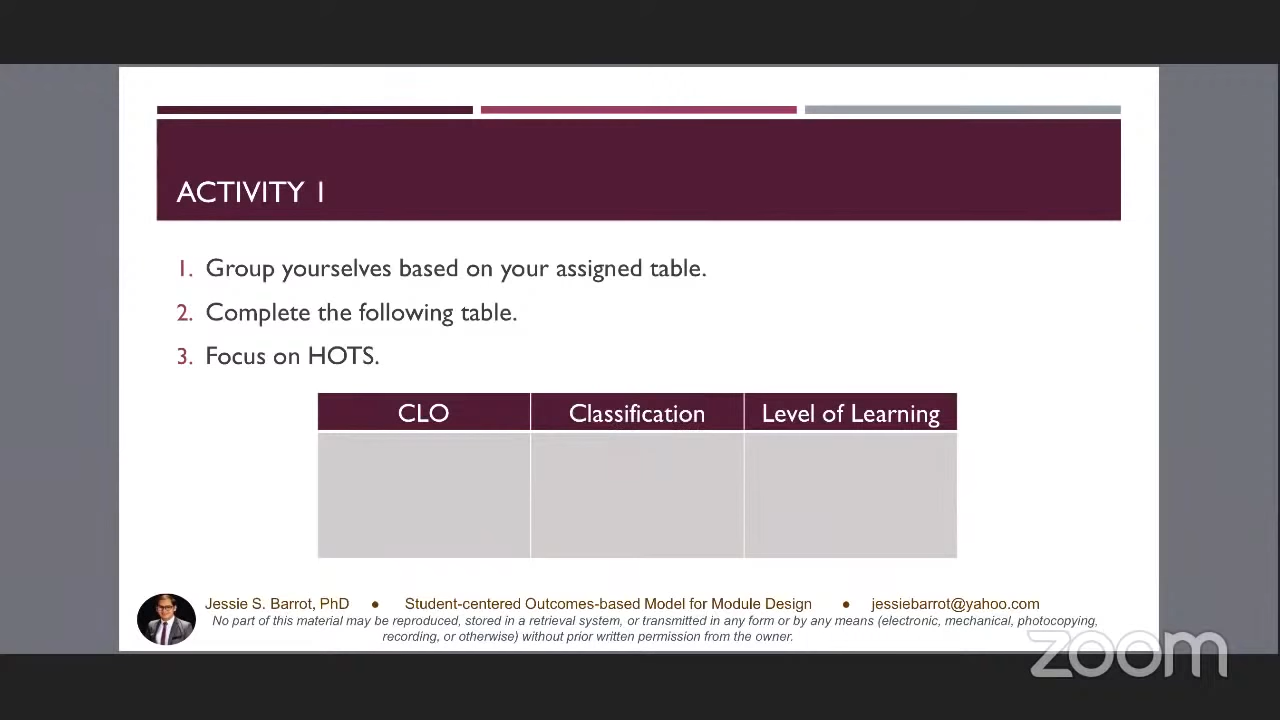 ACTIVITY 1
1. Group yourselves based on your assigned table.
2. Complete the following table.
3. Focus on HOTS.
CLO Classification Level of Learning
Jessie S. Barrot, PhD ● Student-centered Outcomes-based Model for Module Design ● jessiebarrot@yahoo.com
No part of this material may be reproduced, stored in a retrieval system, or transmitted in any form or by any means (electronic, mechanical, photocopying,
recording, or otherwise) without prior written permission from the owner.
zoom